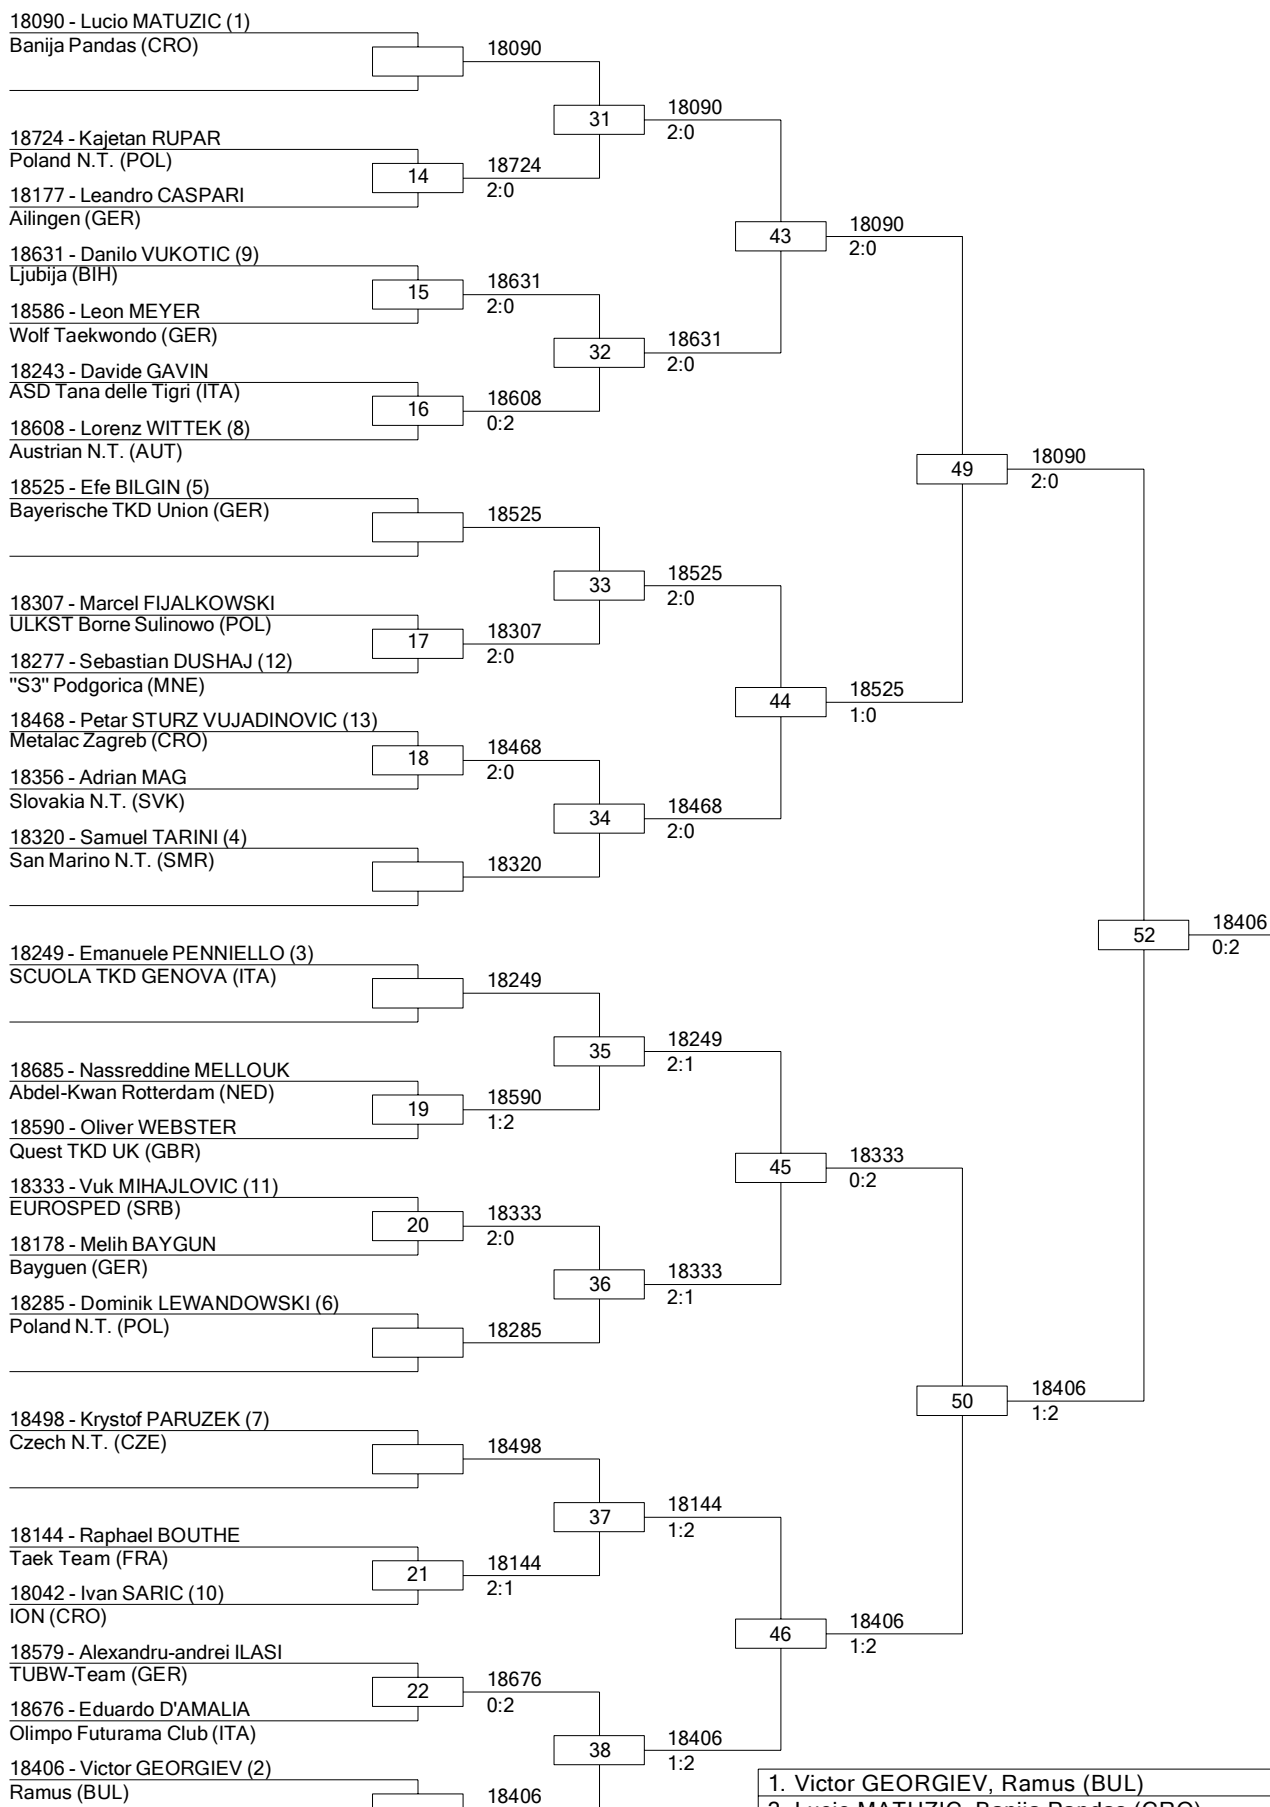 18090 - Lucio MATUZIC (1)
Banija Pandas (CRO)
18090
31
18090
2:0
18724 - Kajetan RUPAR
Poland N.T. (POL)
14
18724
2:0
18177 - Leandro CASPARI
Ailingen (GER)
43
18090
2:0
18631 - Danilo VUKOTIC (9)
Ljubija (BIH)
15
18631
2:0
18586 - Leon MEYER
Wolf Taekwondo (GER)
32
18631
2:0
18243 - Davide GAVIN
ASD Tana delle Tigri (ITA)
16
18608
0:2
18608 - Lorenz WITTEK (8)
Austrian N.T. (AUT)
49
18090
2:0
18525 - Efe BILGIN (5)
Bayerische TKD Union (GER)
18525
33
18525
2:0
18307 - Marcel FIJALKOWSKI
ULKST Borne Sulinowo (POL)
17
18307
2:0
18277 - Sebastian DUSHAJ (12)
"S3" Podgorica (MNE)
44
18525
1:0
18468 - Petar STURZ VUJADINOVIC (13)
Metalac Zagreb (CRO)
18
18468
2:0
18356 - Adrian MAG
Slovakia N.T. (SVK)
34
18468
2:0
18320 - Samuel TARINI (4)
San Marino N.T. (SMR)
18320
52
18406
0:2
18249 - Emanuele PENNIELLO (3)
SCUOLA TKD GENOVA (ITA)
18249
35
18249
2:1
18685 - Nassreddine MELLOUK
Abdel-Kwan Rotterdam (NED)
19
18590
1:2
18590 - Oliver WEBSTER
Quest TKD UK (GBR)
45
18333
0:2
18333 - Vuk MIHAJLOVIC (11)
EUROSPED (SRB)
20
18333
2:0
18178 - Melih BAYGUN
Bayguen (GER)
36
18333
2:1
18285 - Dominik LEWANDOWSKI (6)
Poland N.T. (POL)
18285
50
18406
1:2
18498 - Krystof PARUZEK (7)
Czech N.T. (CZE)
18498
37
18144
1:2
18144 - Raphael BOUTHE
Taek Team (FRA)
21
18144
2:1
18042 - Ivan SARIC (10)
ION (CRO)
46
18406
1:2
18579 - Alexandru-andrei ILASI
TUBW-Team (GER)
22
18676
0:2
18676 - Eduardo D'AMALIA
Olimpo Futurama Club (ITA)
38
18406
1:2
18406 - Victor GEORGIEV (2)
Ramus (BUL)
18406
1. Victor GEORGIEV, Ramus (BUL)
2. Lucio MATUZIC, Banija Pandas (CRO)